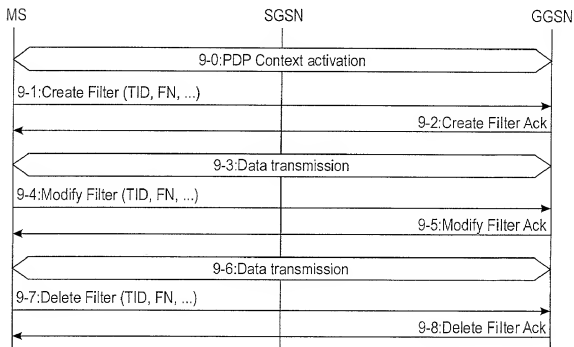 MS SGSN GGSN
9-0:PDP Context activation
9-1:Create Filter (TID, FN, ...)
9-2:Create Filter Ack
9-3:Data transmission
9-4:Modify Filter (TID, FN, ...)
9-5:Modify Filter Ack
9-6:Data transmission
9-7:Delete Filter (TID, FN, ...)
9-8:Delete Filter Ack